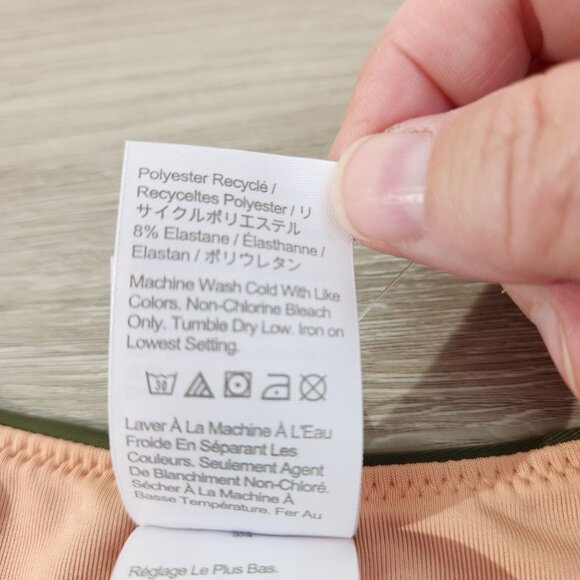 Polyester Recyclé /
Recyceltes Polyester / リ
サイクルポリエステル
8% Elastane / Élasthanne /
Elastan / ポリウレタン
Machine Wash Cold With Like
Colors. Non-Chlorine Bleach
Only. Tumble Dry Low. Iron on
Lowest Setting.
30
Laver À La Machine À L'Eau
Froide En Séparant Les
Couleurs. Seulement Agent
De Blanchiment Non-Chloré.
Sécher À La Machine À
Basse Température. Fer Au
Réglage Le Plus Bas.